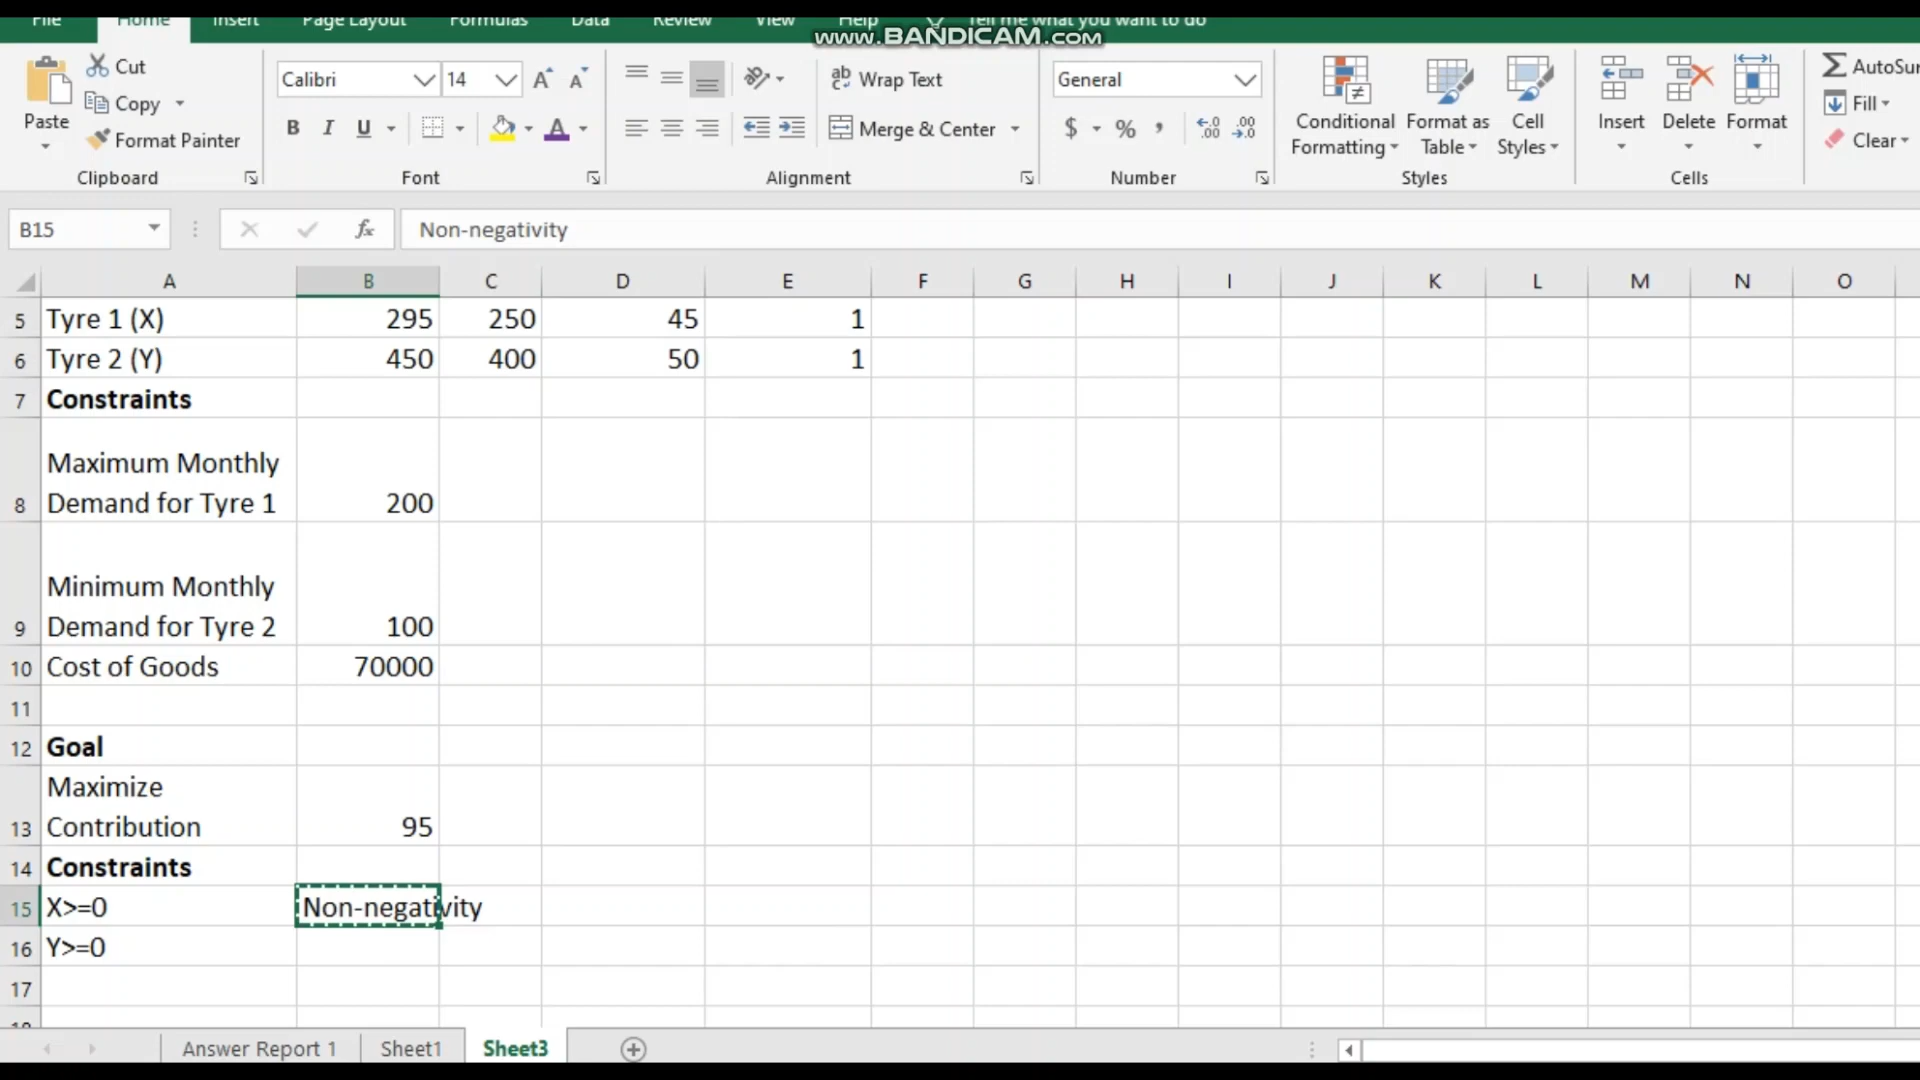 File Home Insert Page Layout Formulas Data Review View Help Tell me what you want to do
www.BANDICAM.com
Cut
Copy
Format Painter
Paste
Clipboard
Calibri 14
B I U
Font
Wrap Text
Merge & Center
Alignment
General
$ % ,
Number
Conditional Formatting
Format as Table
Cell Styles
Styles
Insert Delete Format
Cells
AutoSu
Fill
Clear
B15 fx Non-negativity
A B C D E F G H I J K L M N O
5 Tyre 1 (X) 295 250 45 1
6 Tyre 2 (Y) 450 400 50 1
7 Constraints
Maximum Monthly
8 Demand for Tyre 1 200
Minimum Monthly
9 Demand for Tyre 2 100
10 Cost of Goods 70000
11
12 Goal
Maximize
13 Contribution 95
14 Constraints
15 X>=0 Non-negativity
16 Y>=0
17
18
Answer Report 1 Sheet1 Sheet3